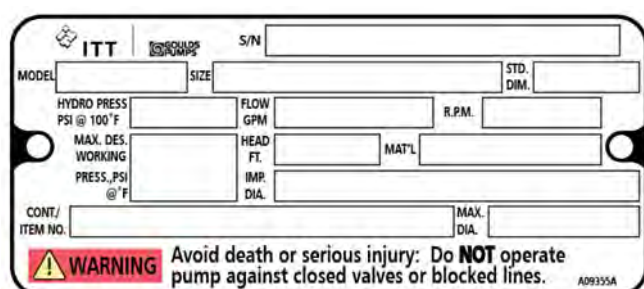 ITT GOULDS PUMPS S/N
MODEL SIZE STD. DIM.
HYDRO PRESS PSI @ 100°F FLOW GPM R.P.M.
MAX. DES. WORKING HEAD FT. MAT'L
PRESS.,PSI @°F IMP. DIA.
CONT./ ITEM NO. MAX. DIA.
WARNING
Avoid death or serious injury: Do NOT operate
pump against closed valves or blocked lines.
A09355A